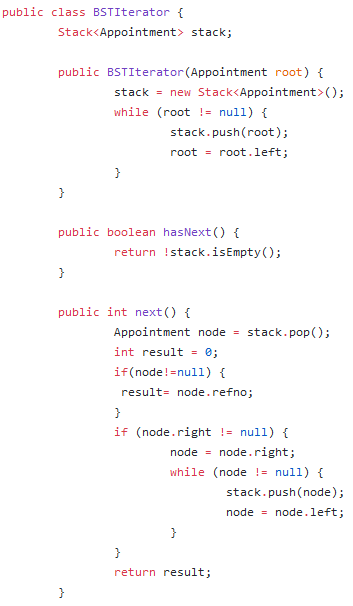 public class BSTIterator {
        Stack<Appointment> stack;

        public BSTIterator(Appointment root) {
                stack = new Stack<Appointment>();
                while (root != null) {
                        stack.push(root);
                        root = root.left;
                }
        }

        public boolean hasNext() {
                return !stack.isEmpty();
        }

        public int next() {
                Appointment node = stack.pop();
                int result = 0;
                if(node!=null) {
                 result= node.refno;
                }
                if (node.right != null) {
                        node = node.right;
                        while (node != null) {
                                stack.push(node);
                                node = node.left;
                        }
                }
                return result;
        }